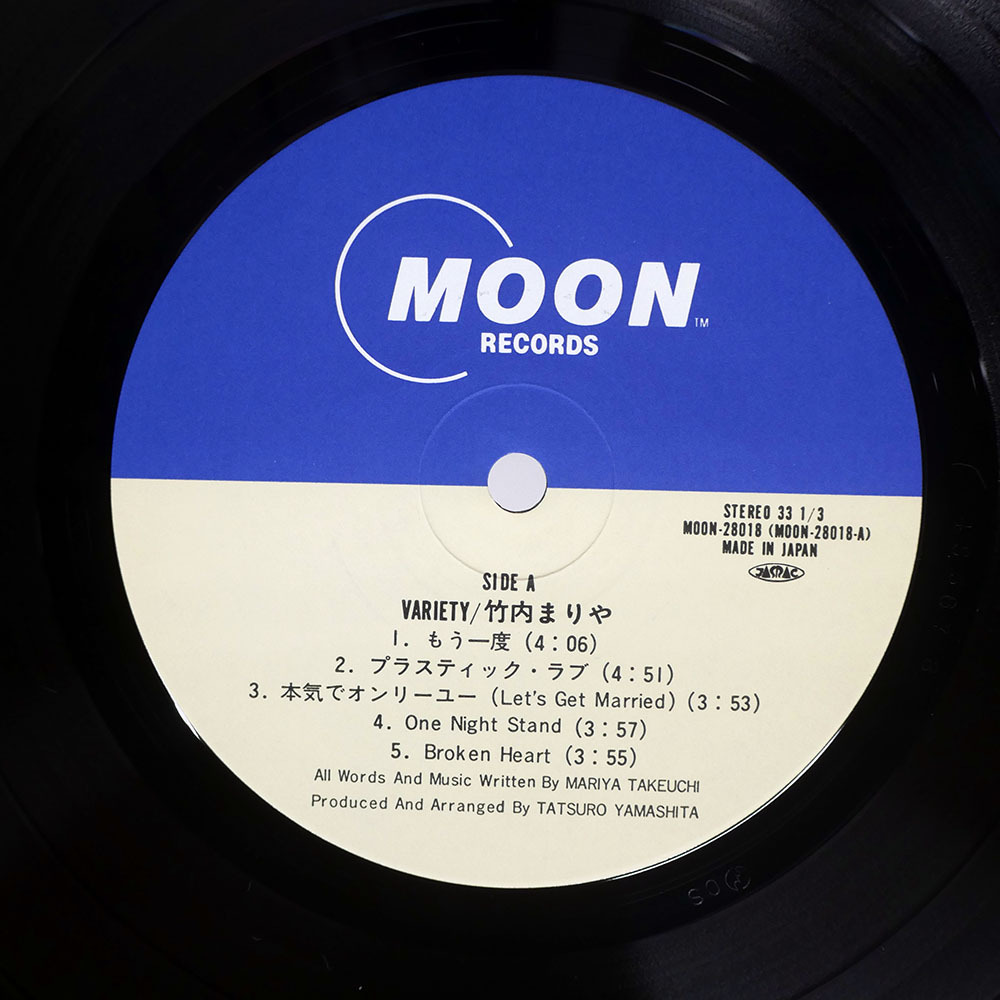 MOON TM
RECORDS
STEREO 33 1/3
MOON-28018 (MOON-28018-A)
MADE IN JAPAN
JASRAC
SIDE A
VARIETY/竹内まりや
1. もう一度 (4:06)
2. プラスティック・ラブ (4:51)
3. 本気でオンリーユー (Let's Get Married) (3:53)
4. One Night Stand (3:57)
5. Broken Heart (3:55)
All Words And Music Written By MARIYA TAKEUCHI
Produced And Arranged By TATSURO YAMASHITA